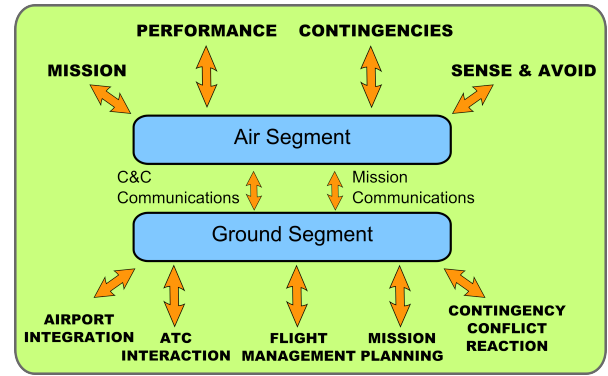 PERFORMANCE CONTINGENCIES
MISSION
SENSE & AVOID
Air Segment
C&C
Communications
Mission
Communications
Ground Segment
AIRPORT
INTEGRATION
ATC
INTERACTION
FLIGHT
MANAGEMENT
MISSION
PLANNING
CONTINGENCY
CONFLICT
REACTION